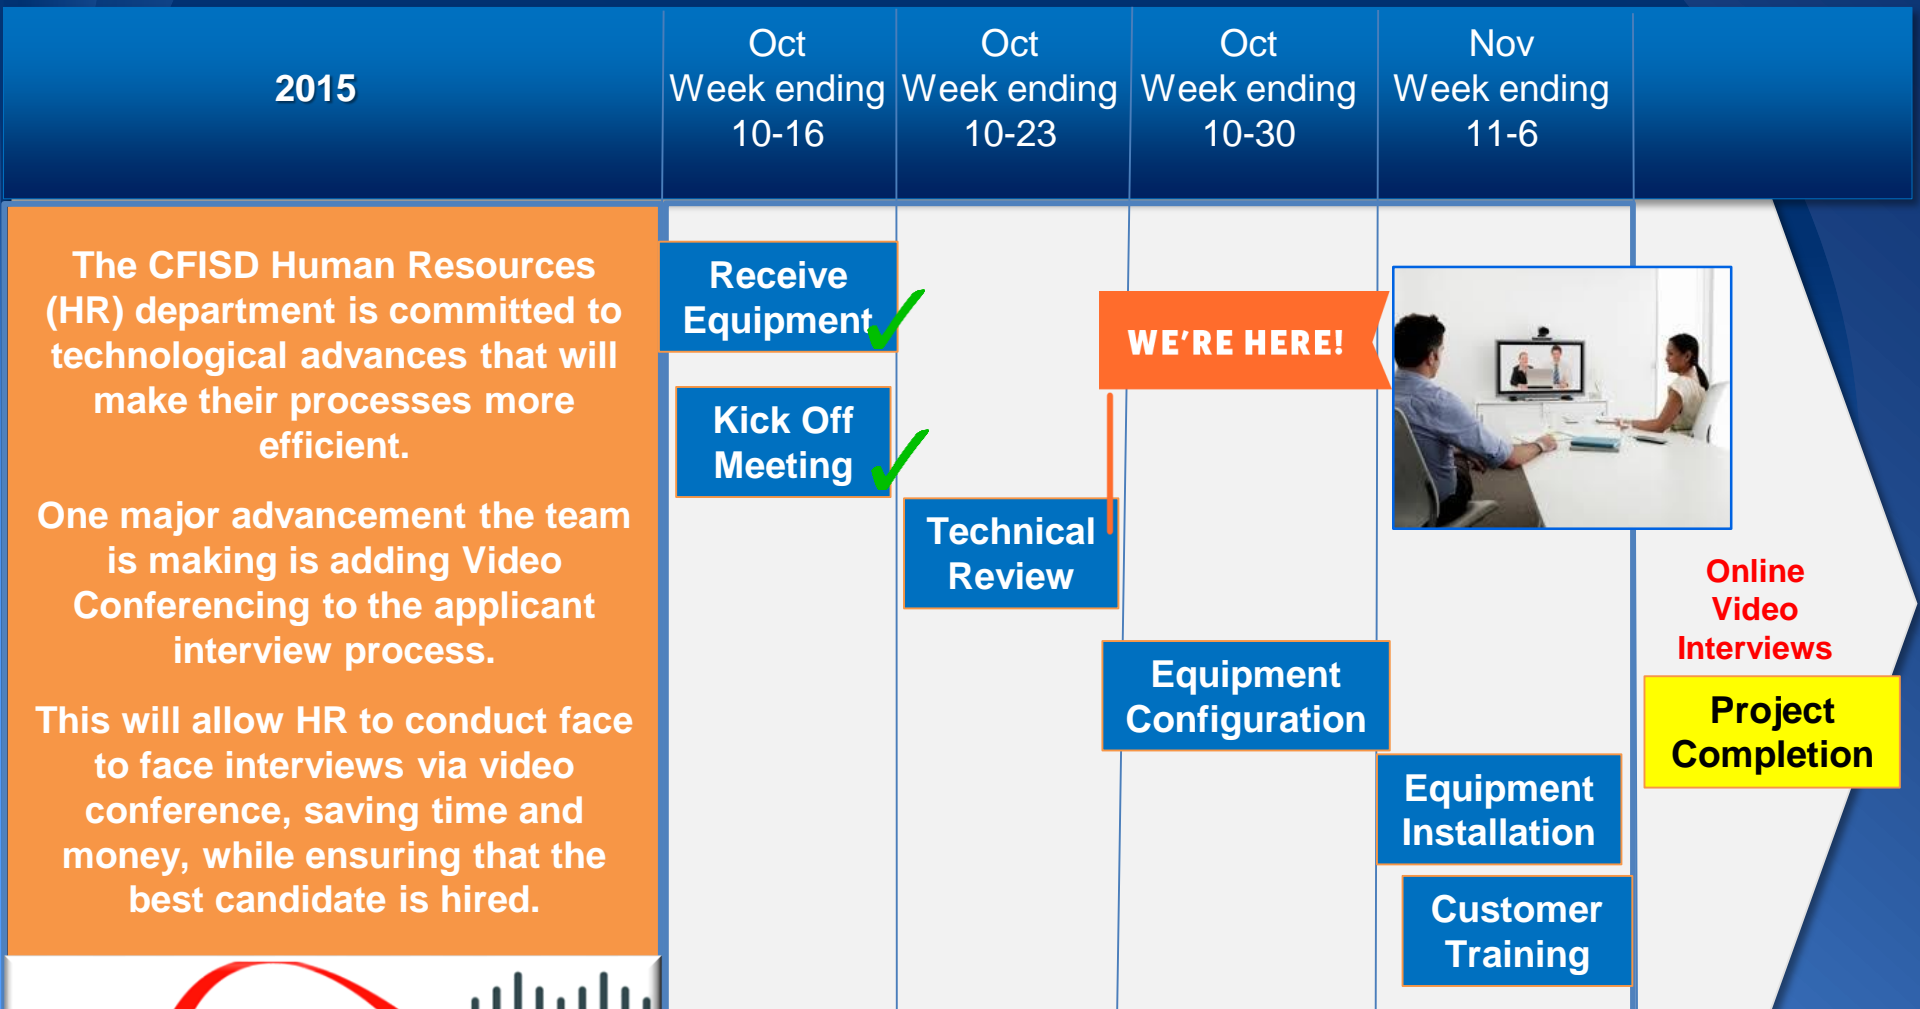 2015
Oct
Week ending
10-16
Oct
Week ending
10-23
Oct
Week ending
10-30
Nov
Week ending
11-6
The CFISD Human Resources
(HR) department is committed to
technological advances that will
make their processes more
efficient.
One major advancement the team
is making is adding Video
Conferencing to the applicant
interview process.
This will allow HR to conduct face
to face interviews via video
conference, saving time and
money, while ensuring that the
best candidate is hired.
Receive
Equipment
Kick Off
Meeting
Technical
Review
WE’RE HERE!
Equipment
Configuration
Equipment
Installation
Customer
Training
Online
Video
Interviews
Project
Completion